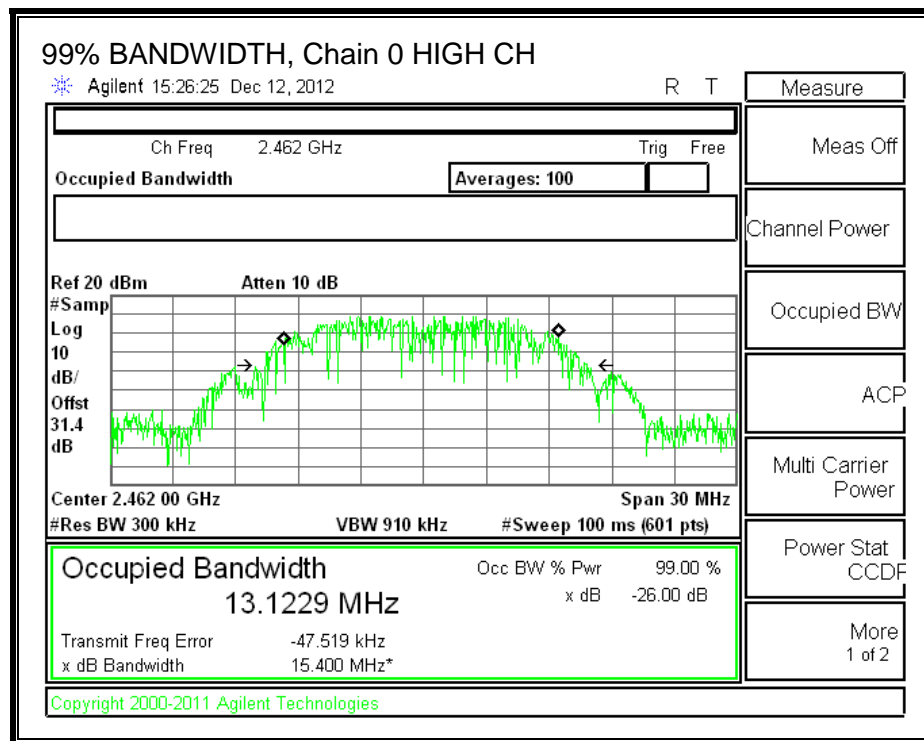 99% BANDWIDTH, Chain 0 HIGH CH
Agilent 15:26:25 Dec 12, 2012 R T
Ch Freq 2.462 GHz Trig Free
Occupied Bandwidth Averages: 100
Ref 20 dBm Atten 10 dB
#Samp
Log
10
dB/
Offst
31.4
dB
Center 2.462 00 GHz Span 30 MHz
#Res BW 300 kHz VBW 910 kHz #Sweep 100 ms (601 pts)
Occupied Bandwidth Occ BW % Pwr 99.00 %
13.1229 MHz x dB -26.00 dB
Transmit Freq Error -47.519 kHz
x dB Bandwidth 15.400 MHz*
Copyright 2000-2011 Agilent Technologies
Measure
Meas Off
Channel Power
Occupied BW
ACP
Multi Carrier
Power
Power Stat
CCDF
More
1 of 2